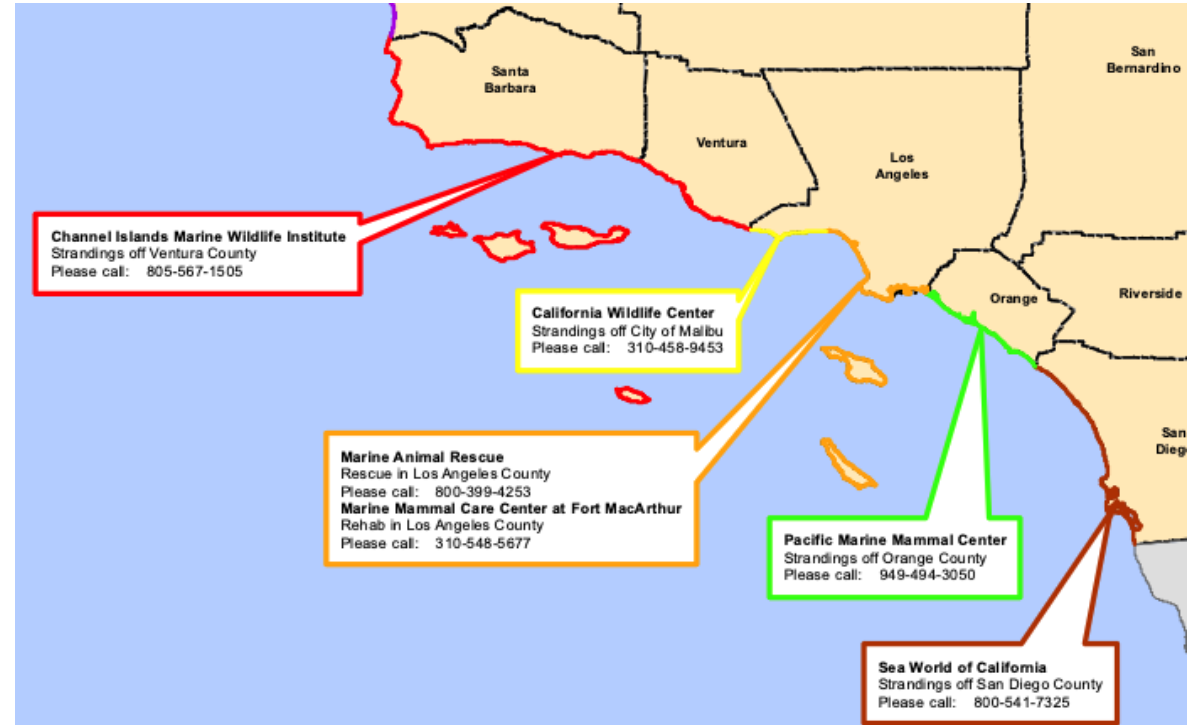 Santa
Barbara
Ventura
Los
Angeles
San
Bernardino
Orange
Riverside
San
Diego
Channel Islands Marine Wildlife Institute
Strandings off Ventura County
Please call: 805-567-1505
California Wildlife Center
Strandings off City of Malibu
Please call: 310-458-9453
Marine Animal Rescue
Rescue in Los Angeles County
Please call: 800-399-4253
Marine Mammal Care Center at Fort MacArthur
Rehab in Los Angeles County
Please call: 310-548-5677
Pacific Marine Mammal Center
Strandings off Orange County
Please call: 949-494-3050
Sea World of California
Strandings off San Diego County
Please call: 800-541-7325